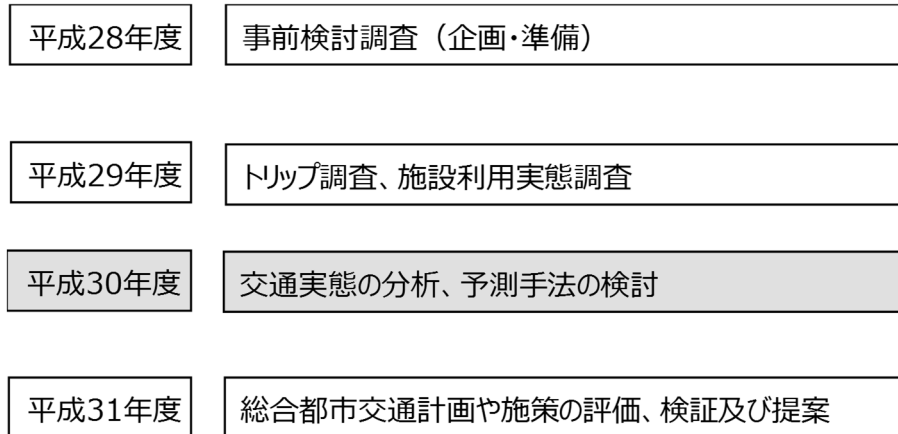 平成28年度 事前検討調査（企画・準備）
平成29年度 トリップ調査、施設利用実態調査
平成30年度 交通実態の分析、予測手法の検討
平成31年度 総合都市交通計画や施策の評価、検証及び提案